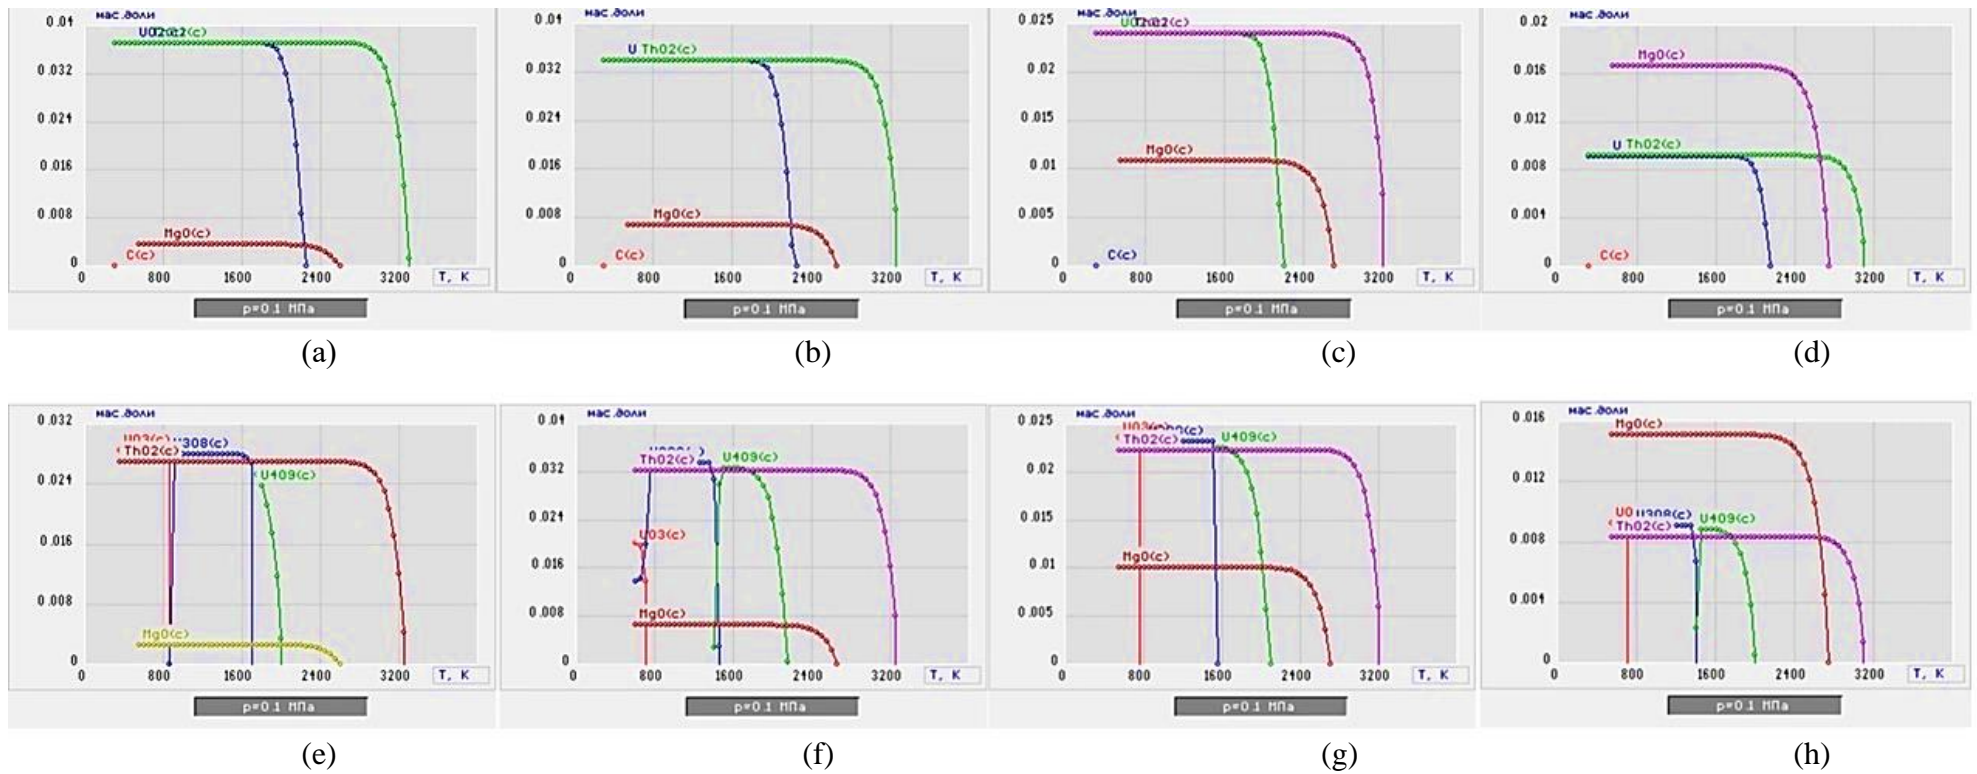 мас.доли
0.04
UO2(c)
ThO2(c)
0.032
0.024
0.016
0.008
MgO(c)
C(c)
0
0 800 1600 2400 3200 T, K
p=0.1 МПа
(a)
мас.доли
0.04
U ThO2(c)
0.032
0.024
0.016
0.008
MgO(c)
C(c)
0
0 800 1600 2400 3200 T, K
p=0.1 МПа
(b)
мас.доли
0.025
0.02
0.015
MgO(c)
0.01
0.005
C(c)
0
0 800 1600 2400 3200 T, K
p=0.1 МПа
(c)
мас.доли
0.02
MgO(c)
0.016
0.012
U ThO2(c)
0.008
0.004
C(c)
0
0 800 1600 2400 3200 T, K
p=0.1 МПа
(d)
мас.доли
0.032
UO3(c) U3O8(c)
ThO2(c)
U4O9(c)
0.024
0.016
0.008
MgO(c)
0
0 800 1600 2400 3200 T, K
p=0.1 МПа
(e)
мас.доли
0.04
ThO2(c) U4O9(c)
0.032
0.024
UO3(c)
0.016
0.008
MgO(c)
0
0 800 1600 2400 3200 T, K
p=0.1 МПа
(f)
мас.доли
0.025
ThO2(c) U4O9(c)
0.02
0.015
MgO(c)
0.01
0.005
0
0 800 1600 2400 3200 T, K
p=0.1 МПа
(g)
мас.доли
0.016
MgO(c)
0.012
UO U3O8(c)
ThO2(c) U4O9(c)
0.008
0.004
0
0 800 1600 2400 3200 T, K
p=0.1 МПа
(h)